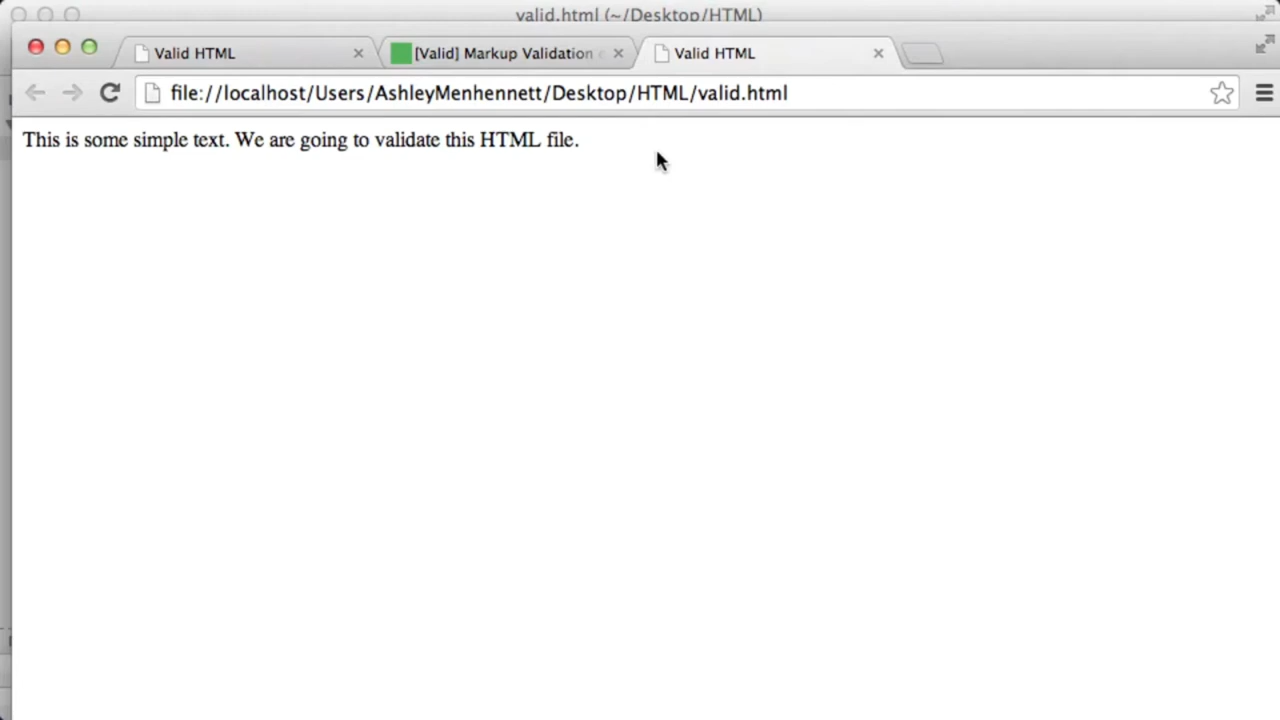 valid.html (~/Desktop/HTML)
Valid HTML
[Valid] Markup Validation
Valid HTML
file://localhost/Users/AshleyMenhennett/Desktop/HTML/valid.html
This is some simple text. We are going to validate this HTML file.